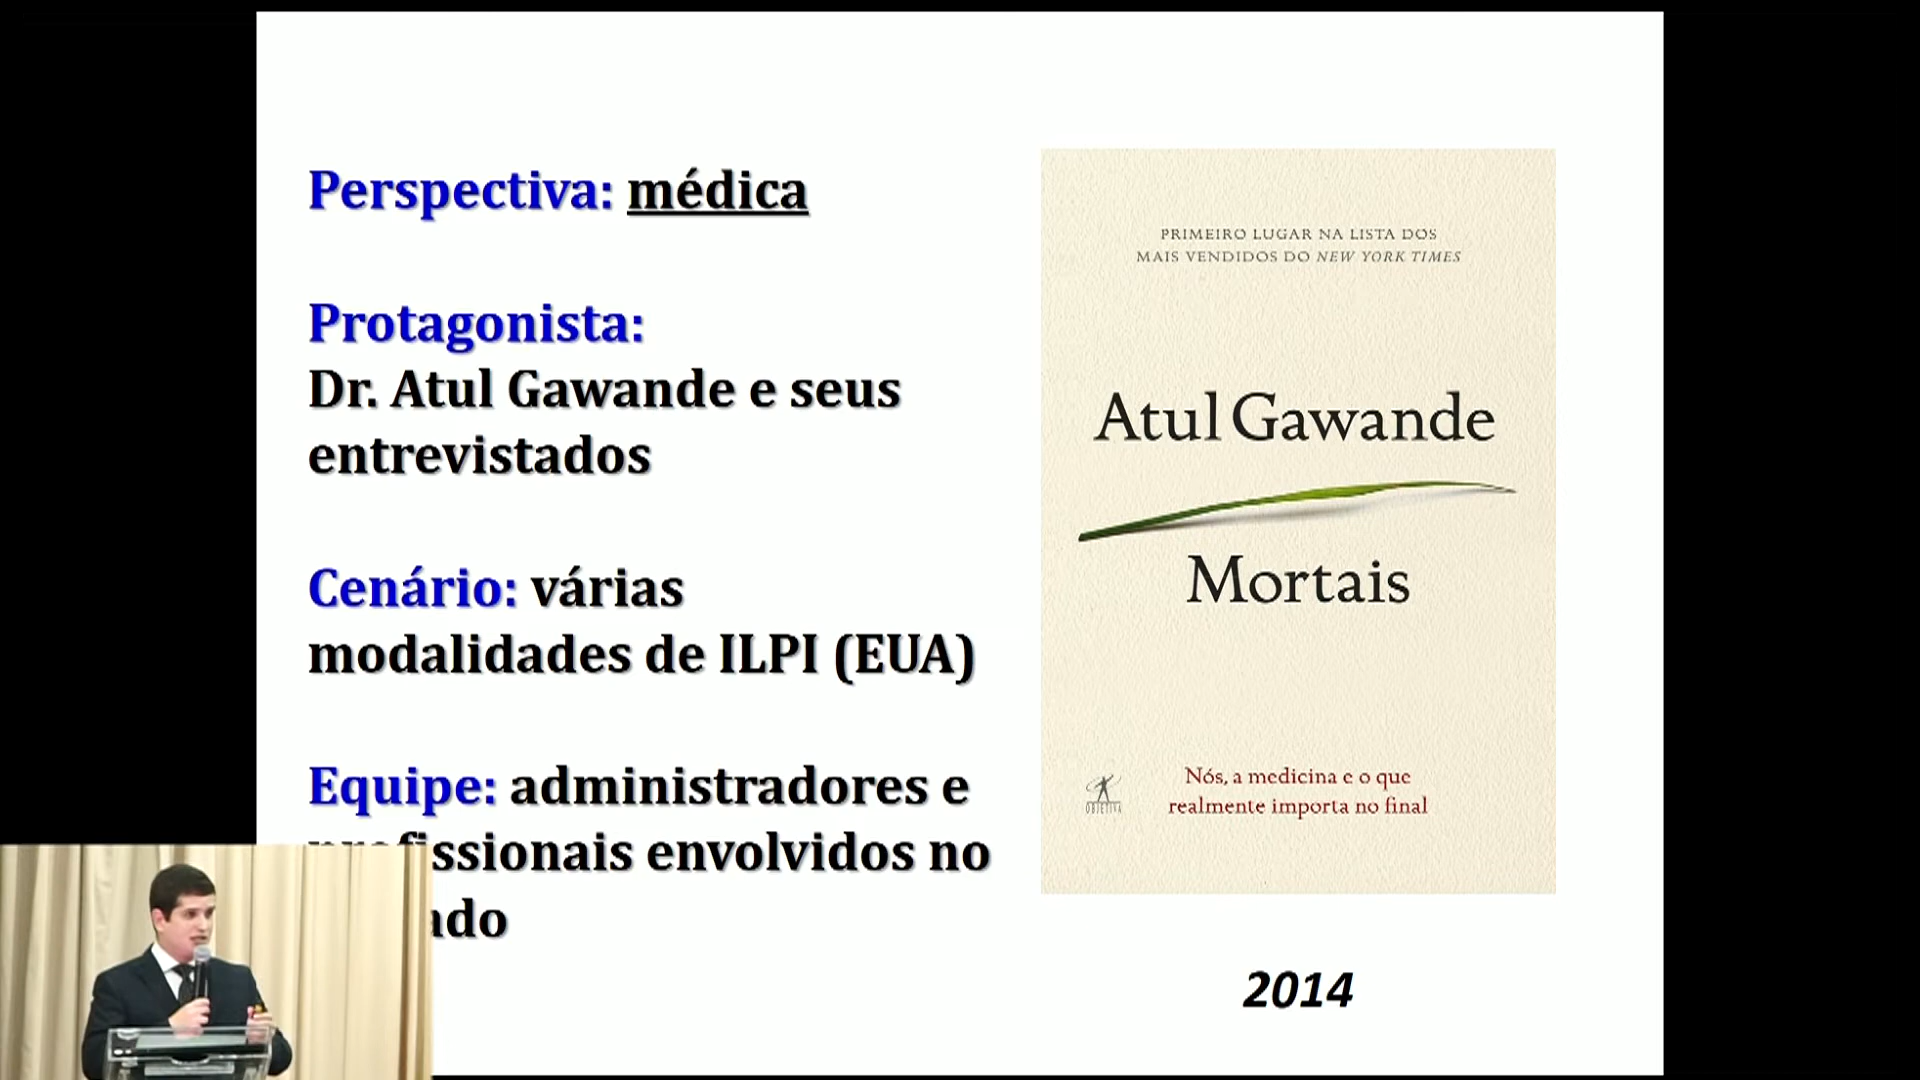 Perspectiva: médica
Protagonista:
Dr. Atul Gawande e seus
entrevistados
Cenário: várias
modalidades de ILPI (EUA)
Equipe: administradores e
envolvidos no
PRIMEIRO LUGAR NA LISTA DOS
MAIS VENDIDOS DO NEW YORK TIMES
Atul Gawande
Mortais
Nós, a medicina e o que
realmente importa no final
OBJETIVA
2014